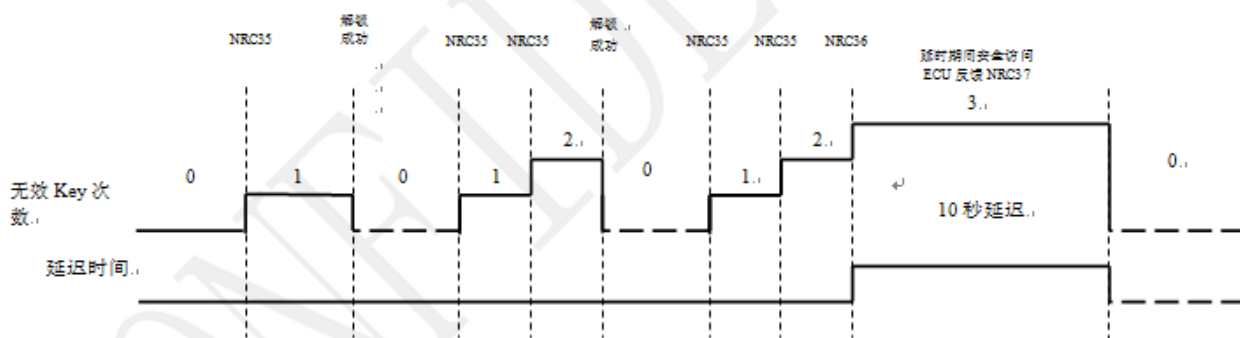 NRC35
解锁
成功
NRC35
NRC35
解锁
成功
NRC35
NRC35
NRC36
延时期间安全访问
ECU 反馈 NRC37
3.
2.
2.
0
1
0
1
0
1.
0.
无效 Key 次
数.
10 秒延迟.
延迟时间.
CONFIDE